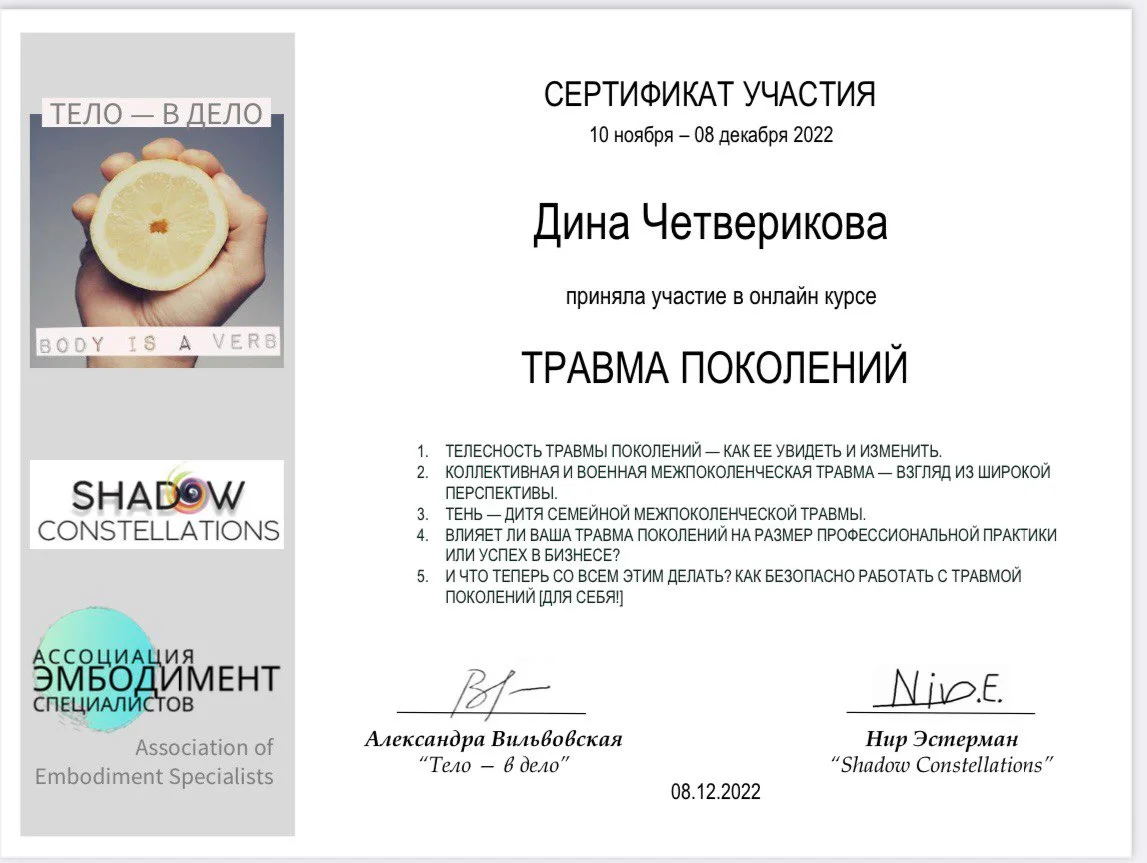 ТЕЛО — В ДЕЛО
BODY IS A VERB
SHADOW
CONSTELLATIONS
АССОЦИАЦИЯ
ЭМБОДИМЕНТ
СПЕЦИАЛИСТОВ
Association of
Embodiment Specialists
СЕРТИФИКАТ УЧАСТИЯ
10 ноября – 08 декабря 2022
Дина Четверикова
приняла участие в онлайн курсе
ТРАВМА ПОКОЛЕНИЙ
1. ТЕЛЕСНОСТЬ ТРАВМЫ ПОКОЛЕНИЙ — КАК ЕЕ УВИДЕТЬ И ИЗМЕНИТЬ.
2. КОЛЛЕКТИВНАЯ И ВОЕННАЯ МЕЖПОКОЛЕНЧЕСКАЯ ТРАВМА — ВЗГЛЯД ИЗ ШИРОКОЙ
ПЕРСПЕКТИВЫ.
3. ТЕНЬ — ДИТЯ СЕМЕЙНОЙ МЕЖПОКОЛЕНЧЕСКОЙ ТРАВМЫ.
4. ВЛИЯЕТ ЛИ ВАША ТРАВМА ПОКОЛЕНИЙ НА РАЗМЕР ПРОФЕССИОНАЛЬНОЙ ПРАКТИКИ
ИЛИ УСПЕХ В БИЗНЕСЕ?
5. И ЧТО ТЕПЕРЬ СО ВСЕМ ЭТИМ ДЕЛАТЬ? КАК БЕЗОПАСНО РАБОТАТЬ С ТРАВМОЙ
ПОКОЛЕНИЙ [ДЛЯ СЕБЯ!]
Nir.E.
Александра Вильвовская
“Тело – в дело”
Нир Эстерман
“Shadow Constellations”
08.12.2022